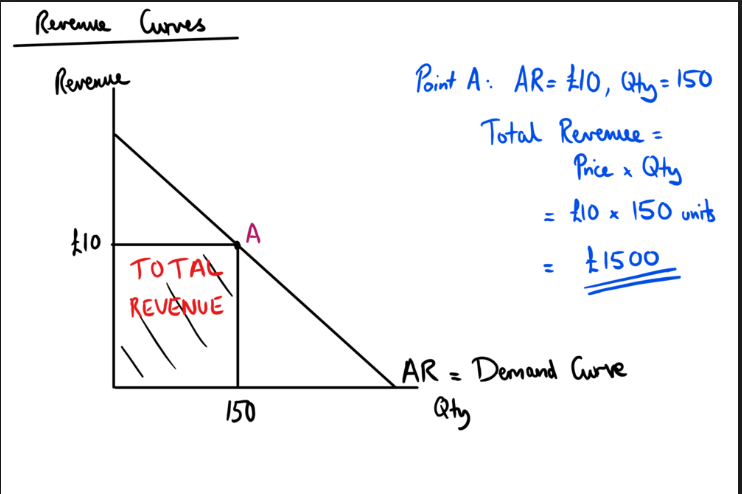 Revenue Curves
Revenue
Point A: AR= £10, Qty = 150
Total Revenue =
Price x Qty
= £10 x 150 units
= £1500
£10
A
TOTAL
REVENUE
AR = Demand Curve
150
Qty